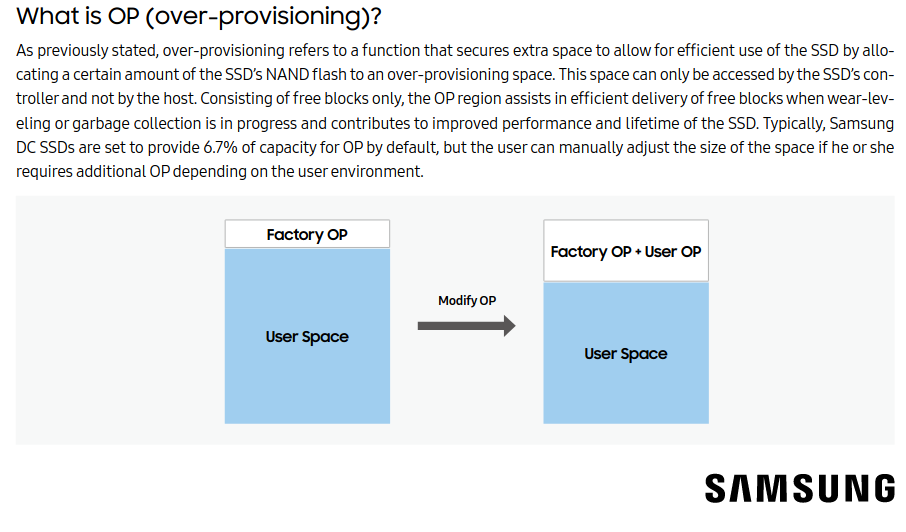 What is OP (over-provisioning)?
As previously stated, over-provisioning refers to a function that secures extra space to allow for efficient use of the SSD by allo-
cating a certain amount of the SSD's NAND flash to an over-provisioning space. This space can only be accessed by the SSD's con-
troller and not by the host. Consisting of free blocks only, the OP region assists in efficient delivery of free blocks when wear-lev-
eling or garbage collection is in progress and contributes to improved performance and lifetime of the SSD. Typically, Samsung
DC SSDs are set to provide 6.7% of capacity for OP by default, but the user can manually adjust the size of the space if he or she
requires additional OP depending on the user environment.
Factory OP
User Space
Modify OP
Factory OP + User OP
User Space
SAMSUNG